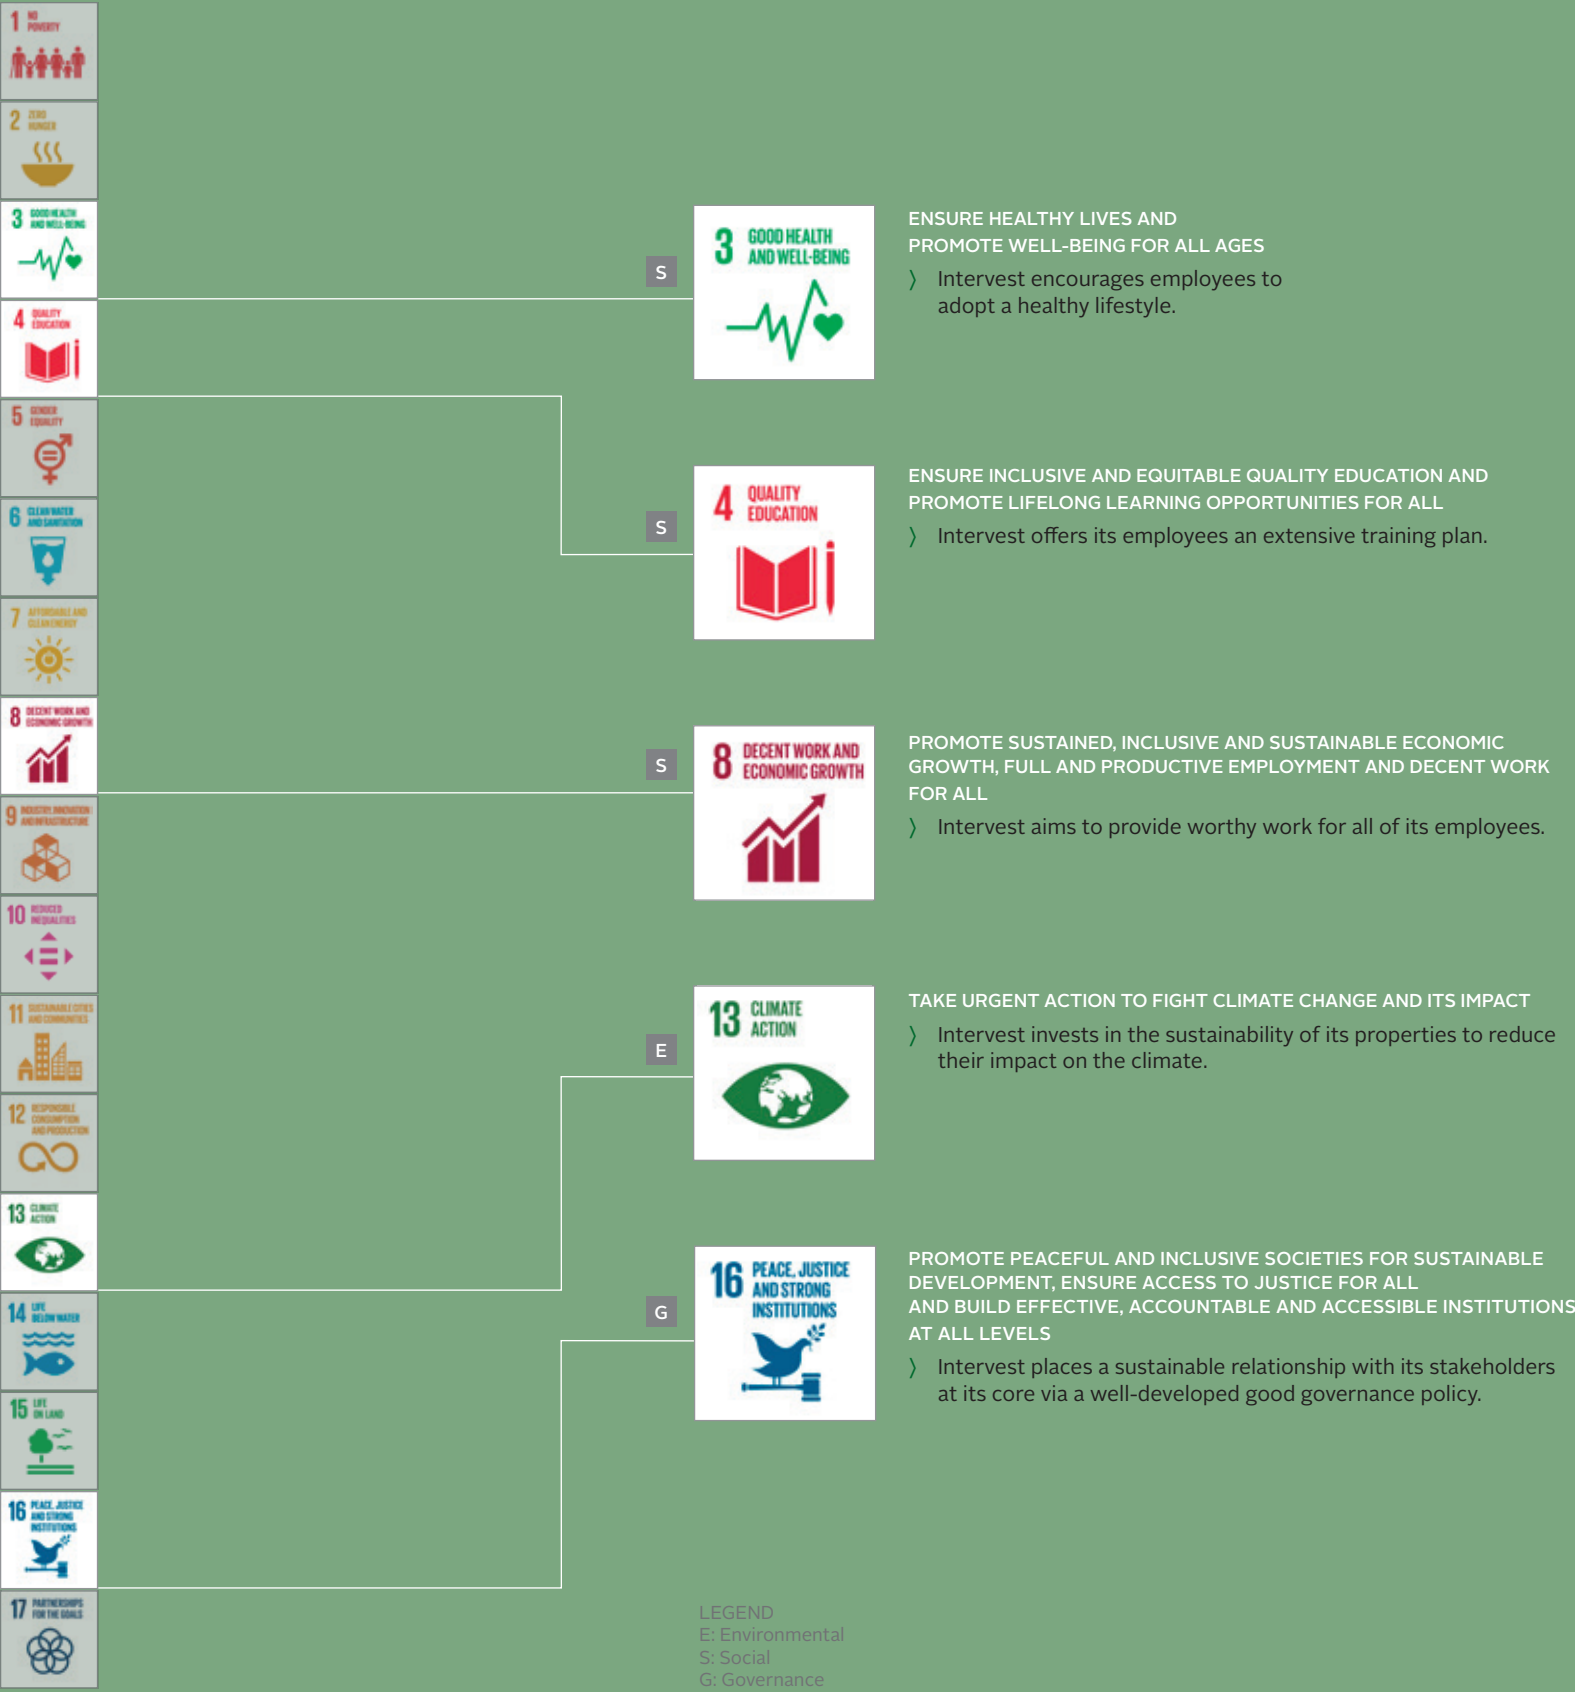 1 NO
POVERTY
2 ZERO
HUNGER
3 GOOD HEALTH
AND WELL-BEING
4 QUALITY
EDUCATION
5 GENDER
EQUALITY
6 CLEAN WATER
AND SANITATION
7 AFFORDABLE AND
CLEAN ENERGY
8 DECENT WORK AND
ECONOMIC GROWTH
9 INDUSTRY, INNOVATION
AND INFRASTRUCTURE
10 REDUCED
INEQUALITIES
11 SUSTAINABLE CITIES
AND COMMUNITIES
12 RESPONSIBLE
CONSUMPTION
AND PRODUCTION
13 CLIMATE
ACTION
14 LIFE
BELOW WATER
15 LIFE
ON LAND
16 PEACE, JUSTICE
AND STRONG
INSTITUTIONS
17 PARTNERSHIPS
FOR THE GOALS
S
3 GOOD HEALTH
AND WELL-BEING
ENSURE HEALTHY LIVES AND
PROMOTE WELL-BEING FOR ALL AGES
〉 Intervest encourages employees to
adopt a healthy lifestyle.
S
4 QUALITY
EDUCATION
ENSURE INCLUSIVE AND EQUITABLE QUALITY EDUCATION AND
PROMOTE LIFELONG LEARNING OPPORTUNITIES FOR ALL
〉 Intervest offers its employees an extensive training plan.
S
8 DECENT WORK AND
ECONOMIC GROWTH
PROMOTE SUSTAINED, INCLUSIVE AND SUSTAINABLE ECONOMIC
GROWTH, FULL AND PRODUCTIVE EMPLOYMENT AND DECENT WORK
FOR ALL
〉 Intervest aims to provide worthy work for all of its employees.
E
13 CLIMATE
ACTION
TAKE URGENT ACTION TO FIGHT CLIMATE CHANGE AND ITS IMPACT
〉 Intervest invests in the sustainability of its properties to reduce
their impact on the climate.
G
16 PEACE, JUSTICE
AND STRONG
INSTITUTIONS
PROMOTE PEACEFUL AND INCLUSIVE SOCIETIES FOR SUSTAINABLE
DEVELOPMENT, ENSURE ACCESS TO JUSTICE FOR ALL
AND BUILD EFFECTIVE, ACCOUNTABLE AND ACCESSIBLE INSTITUTIONS
AT ALL LEVELS
〉 Intervest places a sustainable relationship with its stakeholders
at its core via a well-developed good governance policy.
LEGEND
E: Environmental
S: Social
G: Governance